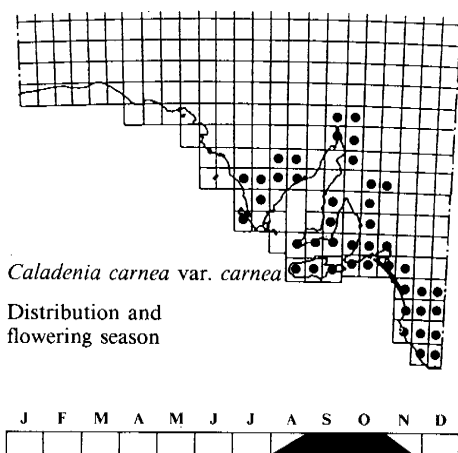 Caladenia carnea var. carnea
Distribution and
flowering season
J F M A M J J A S O N D